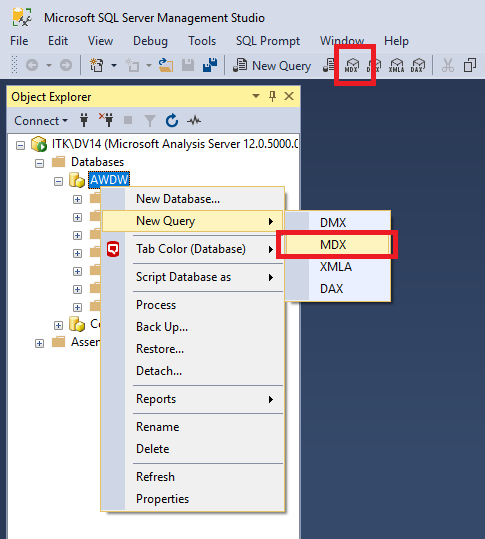 Microsoft SQL Server Management Studio
File Edit View Debug Tools SQL Prompt Window Help
New Query MDX DMX XMLA DAX
Object Explorer
Connect
ITK\DV14 (Microsoft Analysis Server 12.0.5000.0
Databases
AWDW
New Database...
New Query
Tab Color (Database)
Script Database as
Process
Back Up...
Restore...
Detach...
Reports
Rename
Delete
Refresh
Properties
DMX
MDX
XMLA
DAX
Co
Assem